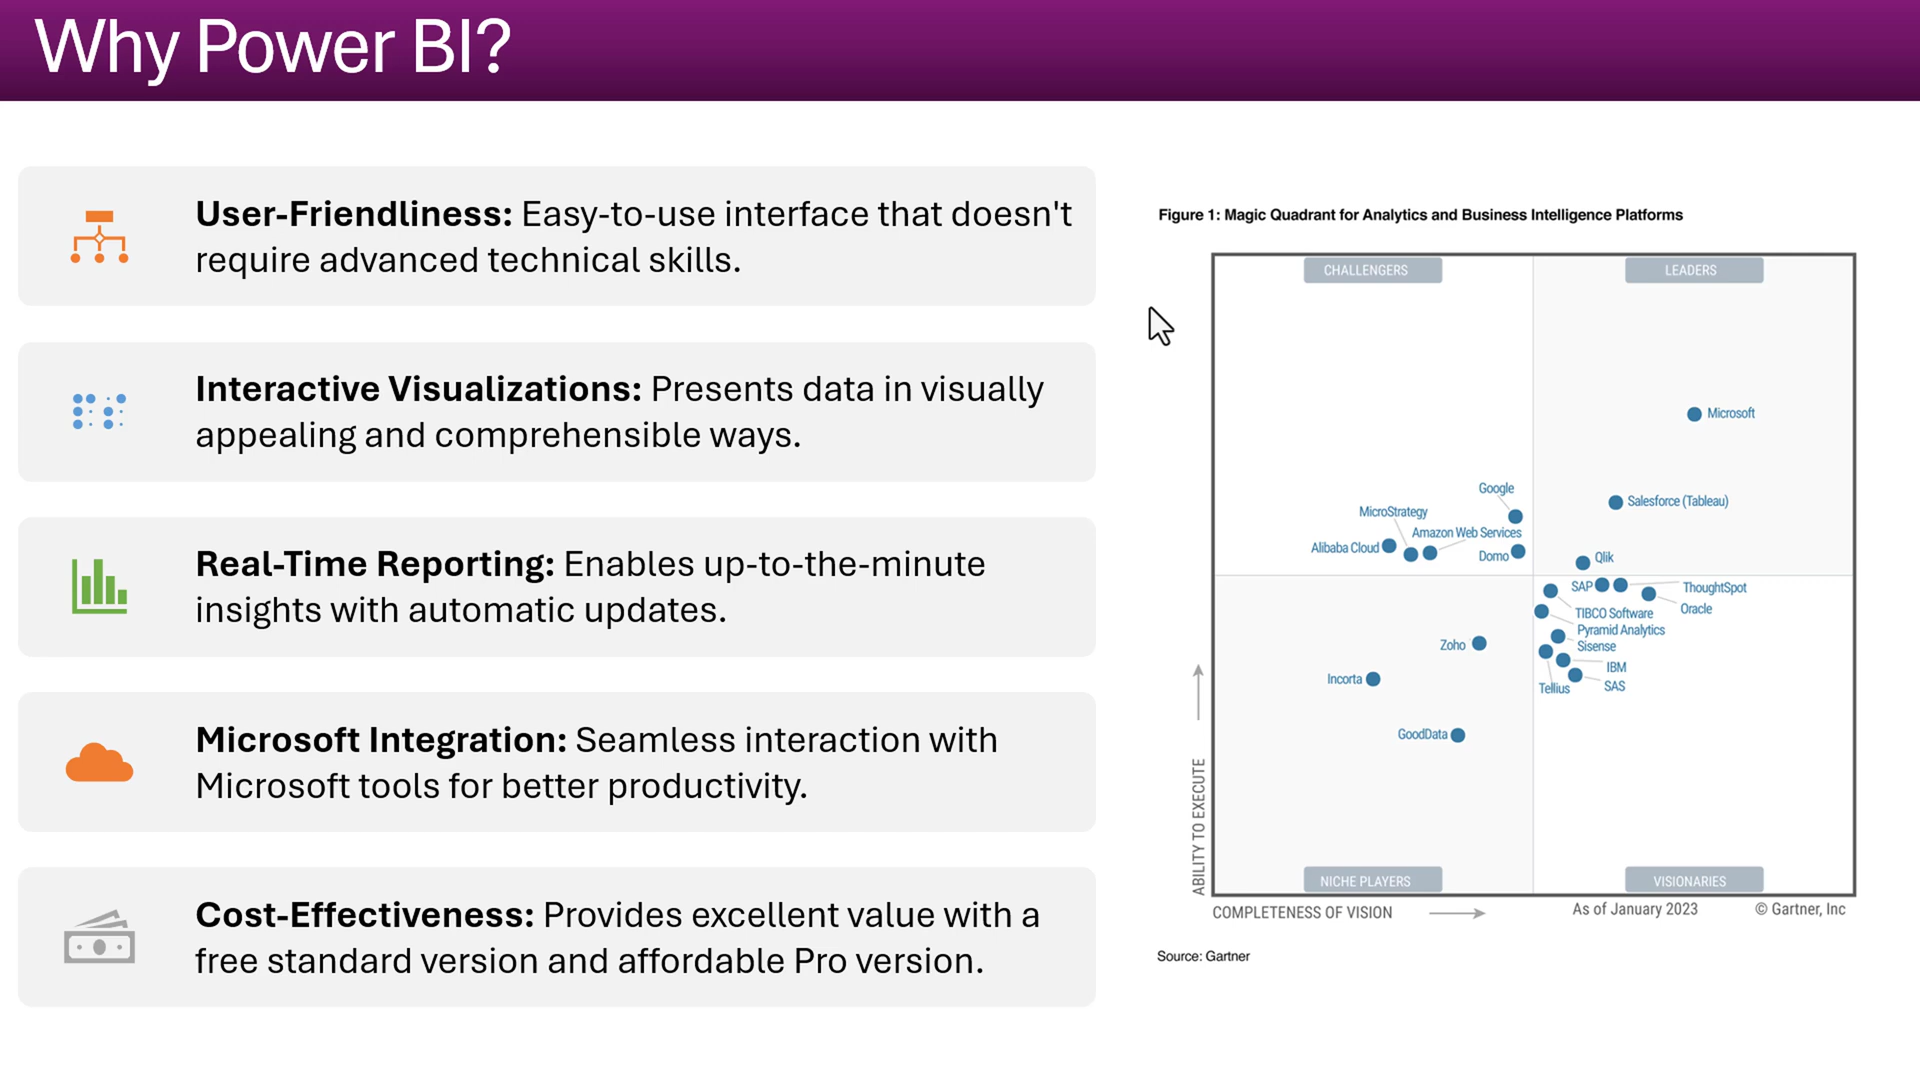 Why Power BI?
User-Friendliness: Easy-to-use interface that doesn't
require advanced technical skills.
Interactive Visualizations: Presents data in visually
appealing and comprehensible ways.
Real-Time Reporting: Enables up-to-the-minute
insights with automatic updates.
Microsoft Integration: Seamless interaction with
Microsoft tools for better productivity.
Cost-Effectiveness: Provides excellent value with a
free standard version and affordable Pro version.
Figure 1: Magic Quadrant for Analytics and Business Intelligence Platforms
CHALLENGERS
LEADERS
Microsoft
Google
Salesforce (Tableau)
MicroStrategy
Amazon Web Services
Alibaba Cloud
Domo
Qlik
SAP
ThoughtSpot
Oracle
TIBCO Software
Pyramid Analytics
Sisense
Zoho
IBM
Incorta
Tellius
SAS
GoodData
ABILITY TO EXECUTE
NICHE PLAYERS
VISIONARIES
COMPLETENESS OF VISION
As of January 2023
© Gartner, Inc
Source: Gartner